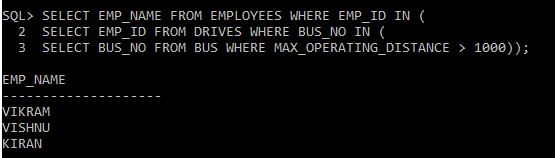 SQL> SELECT EMP_NAME FROM EMPLOYEES WHERE EMP_ID IN (
2 SELECT EMP_ID FROM DRIVES WHERE BUS_NO IN (
3 SELECT BUS_NO FROM BUS WHERE MAX_OPERATING_DISTANCE > 1000));
EMP_NAME
--------------------
VIKRAM
VISHNU
KIRAN